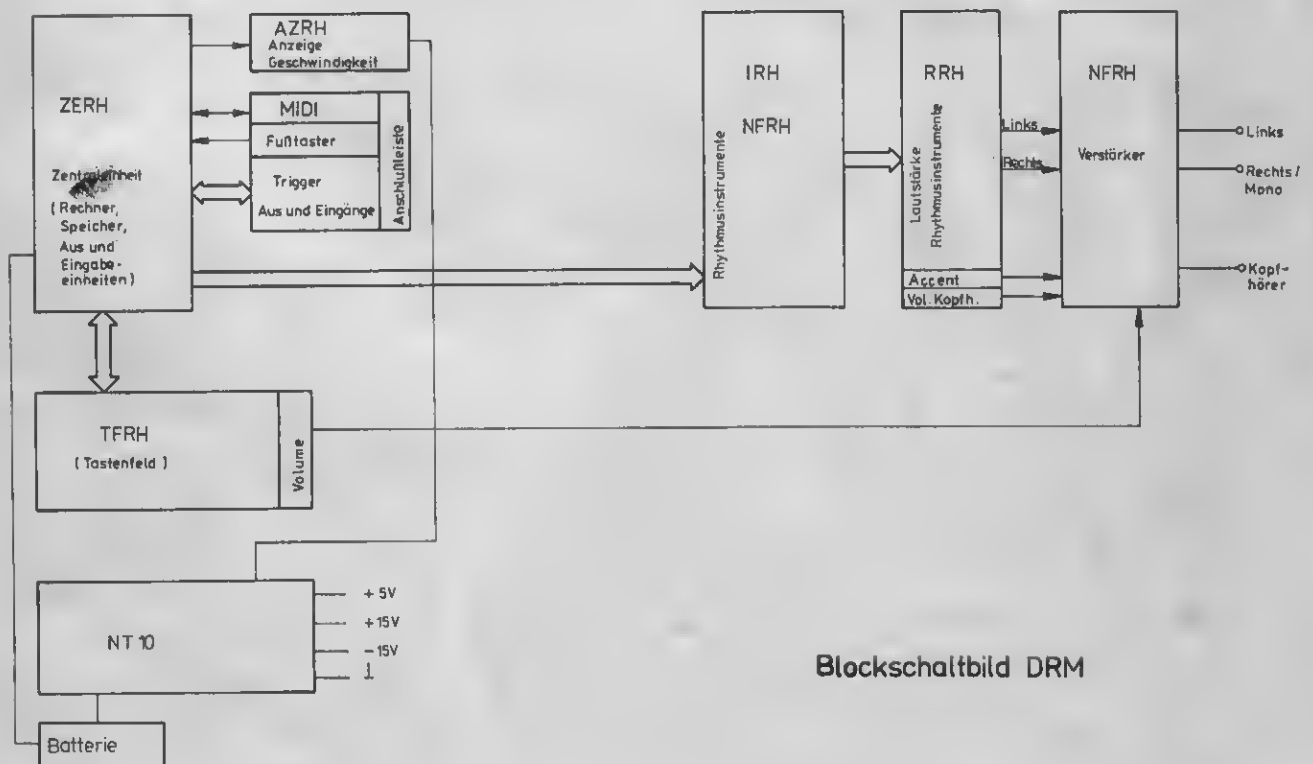 ZERH
Zentraleinheit
( Rechner,
Speicher,
Aus und
Eingabe-
einheiten )
AZRH
Anzeige
Geschwindigkeit
MIDI
Fußtaster
Trigger
Aus und Eingänge
Anschlußleiste
IRH
NFRH
Rhythmusinstrumente
RRH
Lautstärke
Rhythmusinstrumente
Accent
Vol. Kopfh.
Links
Rechts
NFRH
Verstärker
Links
Rechts /
Mono
Kopf-
hörer
TFRH
( Tastenfeld )
Volume
NT 10
+ 5V
+ 15V
- 15V
Batterie
Blockschaltbild DRM